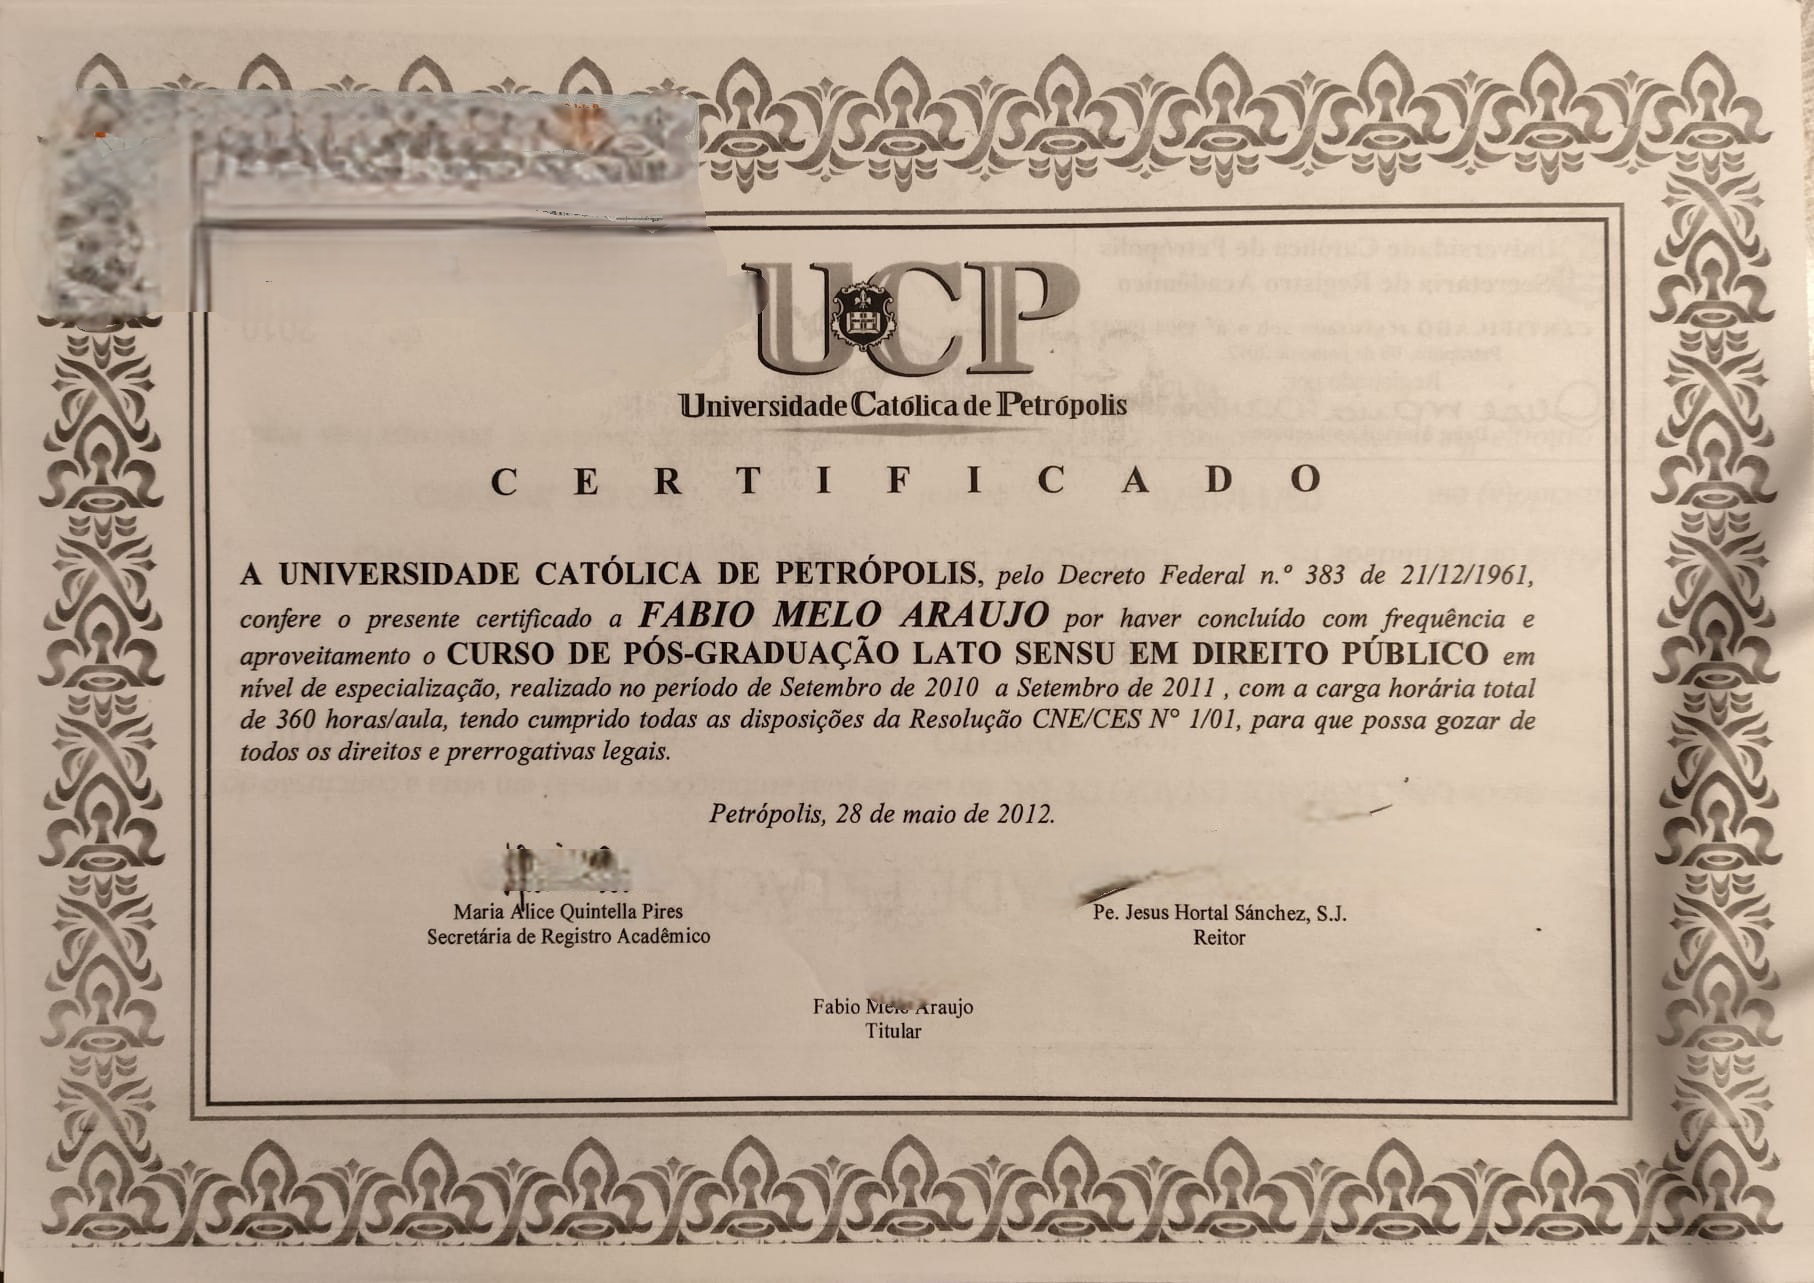 UCP
Universidade Católica de Petrópolis
CERTIFICADO
A UNIVERSIDADE CATÓLICA DE PETRÓPOLIS, pelo Decreto Federal n.º 383 de 21/12/1961,
confere o presente certificado a FABIO MELO ARAUJO por haver concluído com frequência e
aproveitamento o CURSO DE PÓS-GRADUAÇÃO LATO SENSU EM DIREITO PÚBLICO em
nível de especialização, realizado no período de Setembro de 2010 a Setembro de 2011 , com a carga horária total
de 360 horas/aula, tendo cumprido todas as disposições da Resolução CNE/CES N° 1/01, para que possa gozar de
todos os direitos e prerrogativas legais.
Petrópolis, 28 de maio de 2012.
Maria Alice Quintella Pires
Secretária de Registro Acadêmico
Pe. Jesus Hortal Sánchez, S.J.
Reitor
Fabio Melo Araujo
Titular